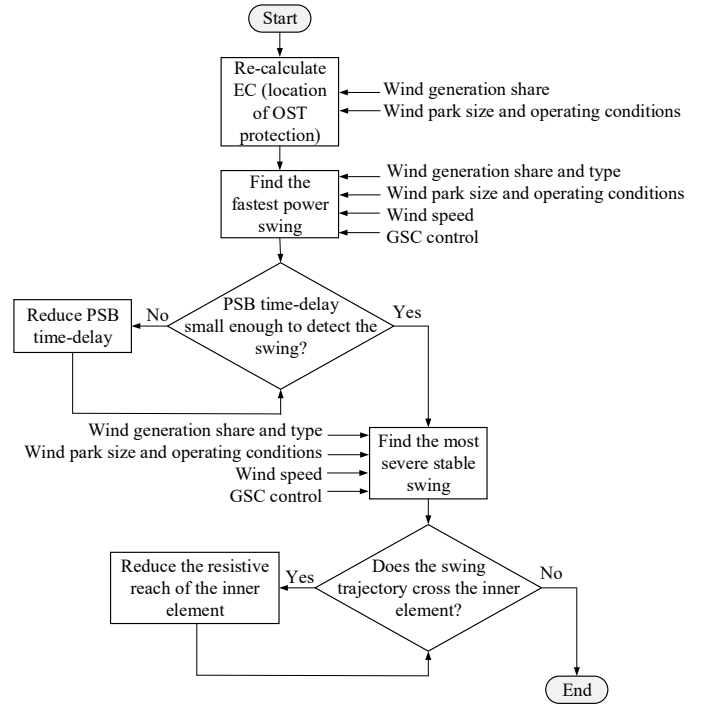 Start
Re-calculate
EC (location
of OST
protection)
Wind generation share
Wind park size and operating conditions
Find the
fastest power
swing
Wind generation share and type
Wind park size and operating conditions
Wind speed
GSC control
PSB time-delay
small enough to detect the
swing?
No
Yes
Reduce PSB
time-delay
Wind generation share and type
Wind park size and operating conditions
Wind speed
GSC control
Find the most
severe stable
swing
Does the swing
trajectory cross the inner
element?
Yes
No
Reduce the resistive
reach of the inner
element
End